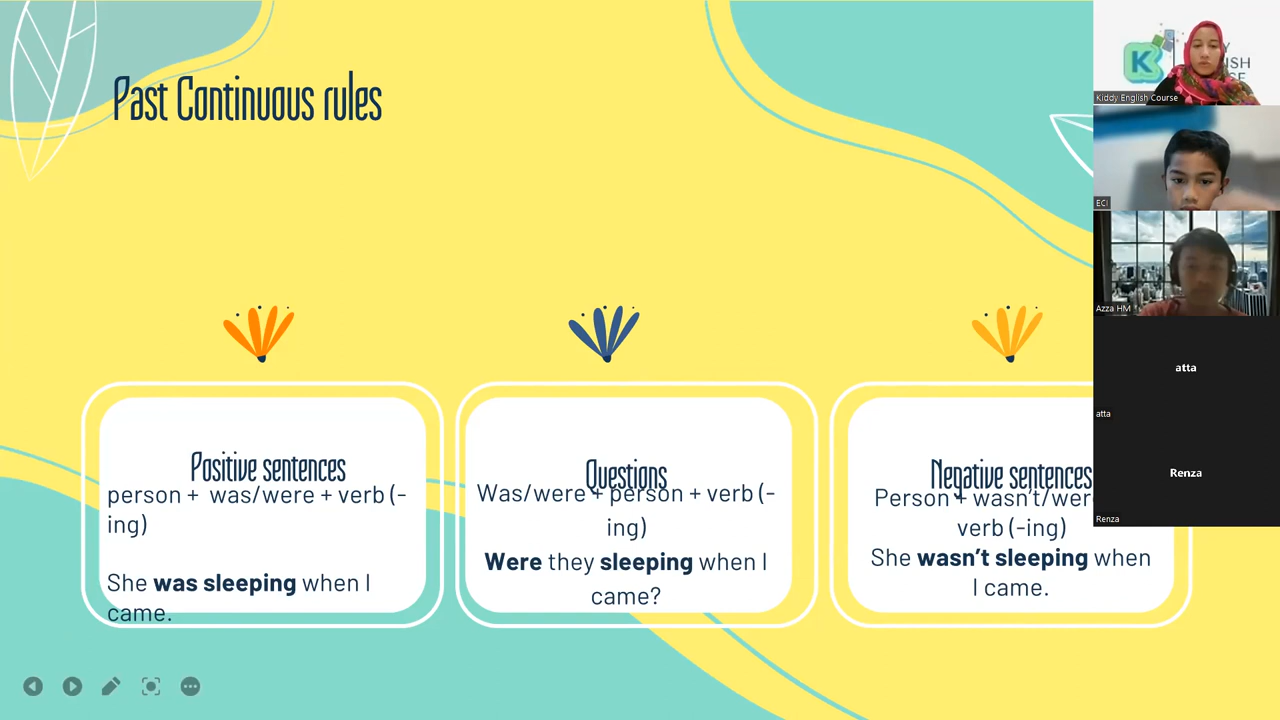 Past Continuous rules
Positive sentences
person + was/were + verb (-
ing)
She was sleeping when I
came.
Questions
Was/were + person + verb (-
ing)
Were they sleeping when I
came?
Negative sentences
Person + wasn't/wer
verb (-ing)
She wasn't sleeping when
I came.
K
Kiddy English Course
ECI
Azza HM
atta
atta
Renza
Renza